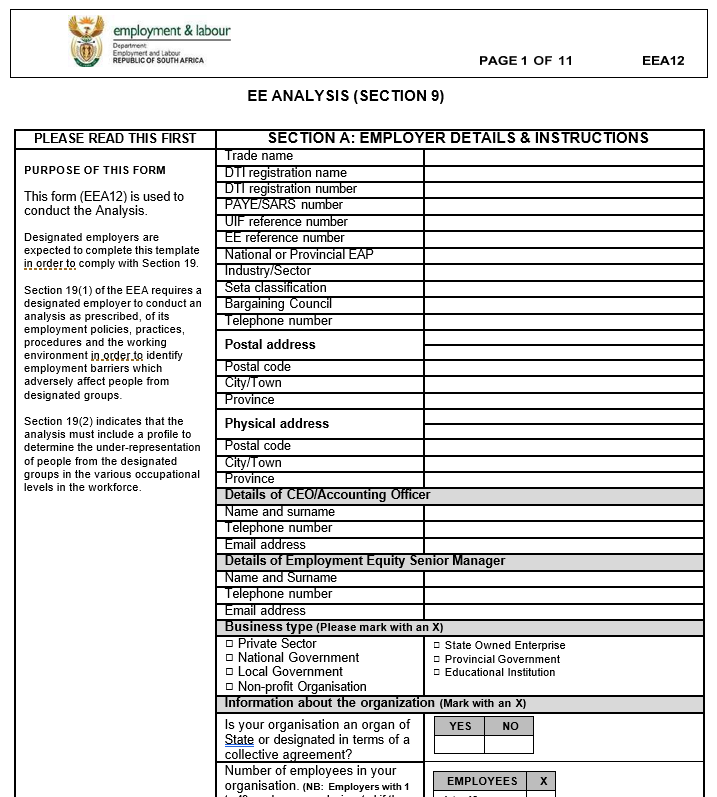 employment & labour
Department:
Employment and Labour
REPUBLIC OF SOUTH AFRICA
PAGE 1 OF 11
EEA12
EE ANALYSIS (SECTION 9)
PLEASE READ THIS FIRST
PURPOSE OF THIS FORM
This form (EEA12) is used to
conduct the Analysis.
Designated employers are
expected to complete this template
in order to comply with Section 19.
Section 19(1) of the EEA requires a
designated employer to conduct an
analysis as prescribed, of its
employment policies, practices,
procedures and the working
environment in order to identify
employment barriers which
adversely affect people from
designated groups.
Section 19(2) indicates that the
analysis must include a profile to
determine the under-representation
of people from the designated
groups in the various occupational
levels in the workforce.
SECTION A: EMPLOYER DETAILS & INSTRUCTIONS
Trade name
DTI registration name
DTI registration number
PAYE/SARS number
UIF reference number
EE reference number
National or Provincial EAP
Industry/Sector
Seta classification
Bargaining Council
Telephone number
Postal address
Postal code
City/Town
Province
Physical address
Postal code
City/Town
Province
Details of CEO/Accounting Officer
Name and surname
Telephone number
Email address
Details of Employment Equity Senior Manager
Name and Surname
Telephone number
Email address
Business type (Please mark with an X)
□ Private Sector
□ National Government
□ Local Government
□ Non-profit Organisation
□ State Owned Enterprise
□ Provincial Government
□ Educational Institution
Information about the organization (Mark with an X)
Is your organisation an organ of
State or designated in terms of a
collective agreement?
YES NO
Number of employees in your
organisation. (NB: Employers with 1
EMPLOYEES X